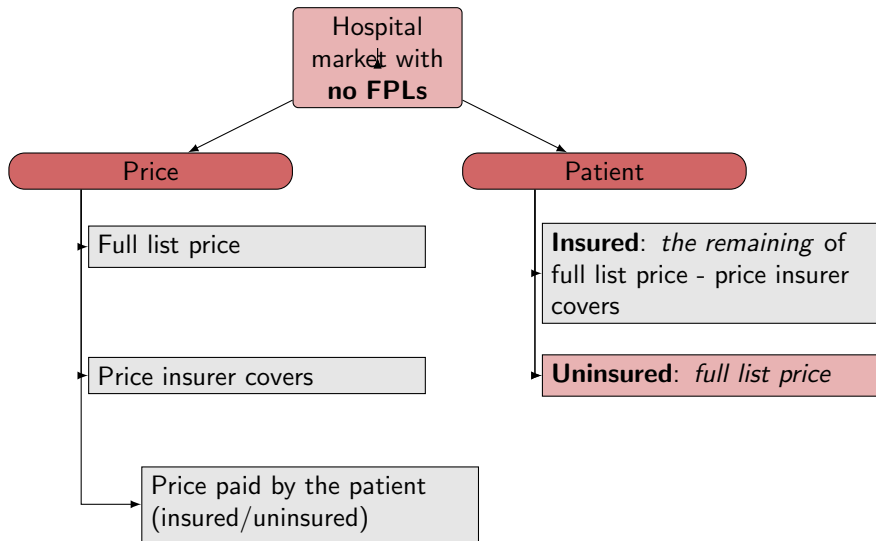 Hospital
market with
no FPLs
Price
Patient
Full list price
Insured: the remaining of
full list price - price insurer
covers
Price insurer covers
Uninsured: full list price
Price paid by the patient
(insured/uninsured)